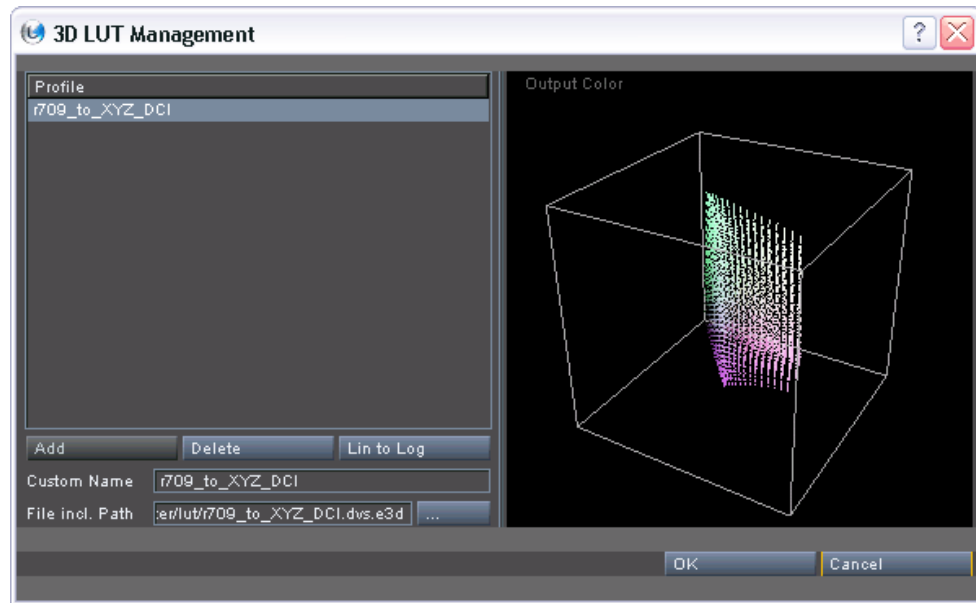 3D LUT Management
?
Profile
r709_to_XYZ_DCI
Output Color
Add Delete Lin to Log
Custom Name r709_to_XYZ_DCI
File incl. Path :er/lut/r709_to_XYZ_DCI.dvs.e3d ...
OK Cancel